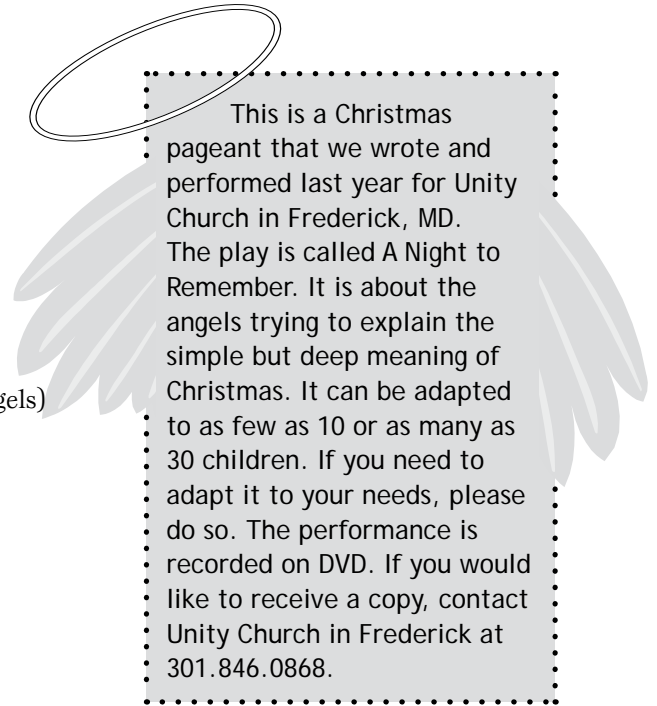 This is a Christmas
pageant that we wrote and
performed last year for Unity
Church in Frederick, MD.
The play is called A Night to
Remember. It is about the
angels trying to explain the
simple but deep meaning of
Christmas. It can be adapted
to as few as 10 or as many as
30 children. If you need to
adapt it to your needs, please
do so. The performance is
recorded on DVD. If you would
like to receive a copy, contact
Unity Church in Frederick at
301.846.0868.